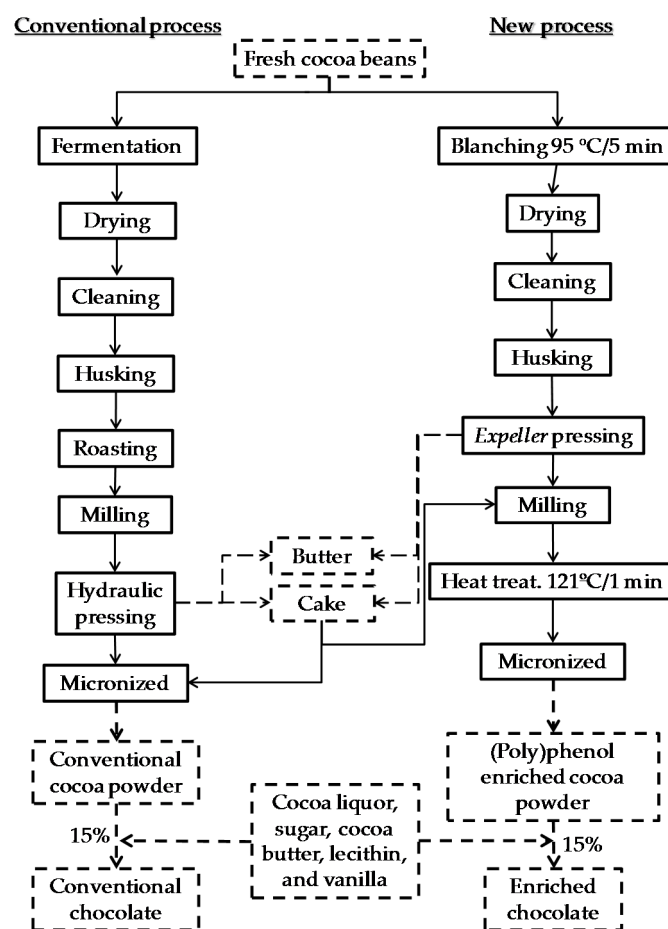 Conventional process
New process
Fresh cocoa beans
Fermentation
Blanching 95 ºC/5 min
Drying
Drying
Cleaning
Cleaning
Husking
Husking
Roasting
Expeller pressing
Milling
Milling
Butter
Hydraulic
pressing
Cake
Heat treat. 121ºC/1 min
Micronized
Micronized
Conventional
cocoa powder
(Poly)phenol
enriched cocoa
powder
Cocoa liquor,
sugar, cocoa
butter, lecithin,
and vanilla
15%
15%
Conventional
chocolate
Enriched
chocolate